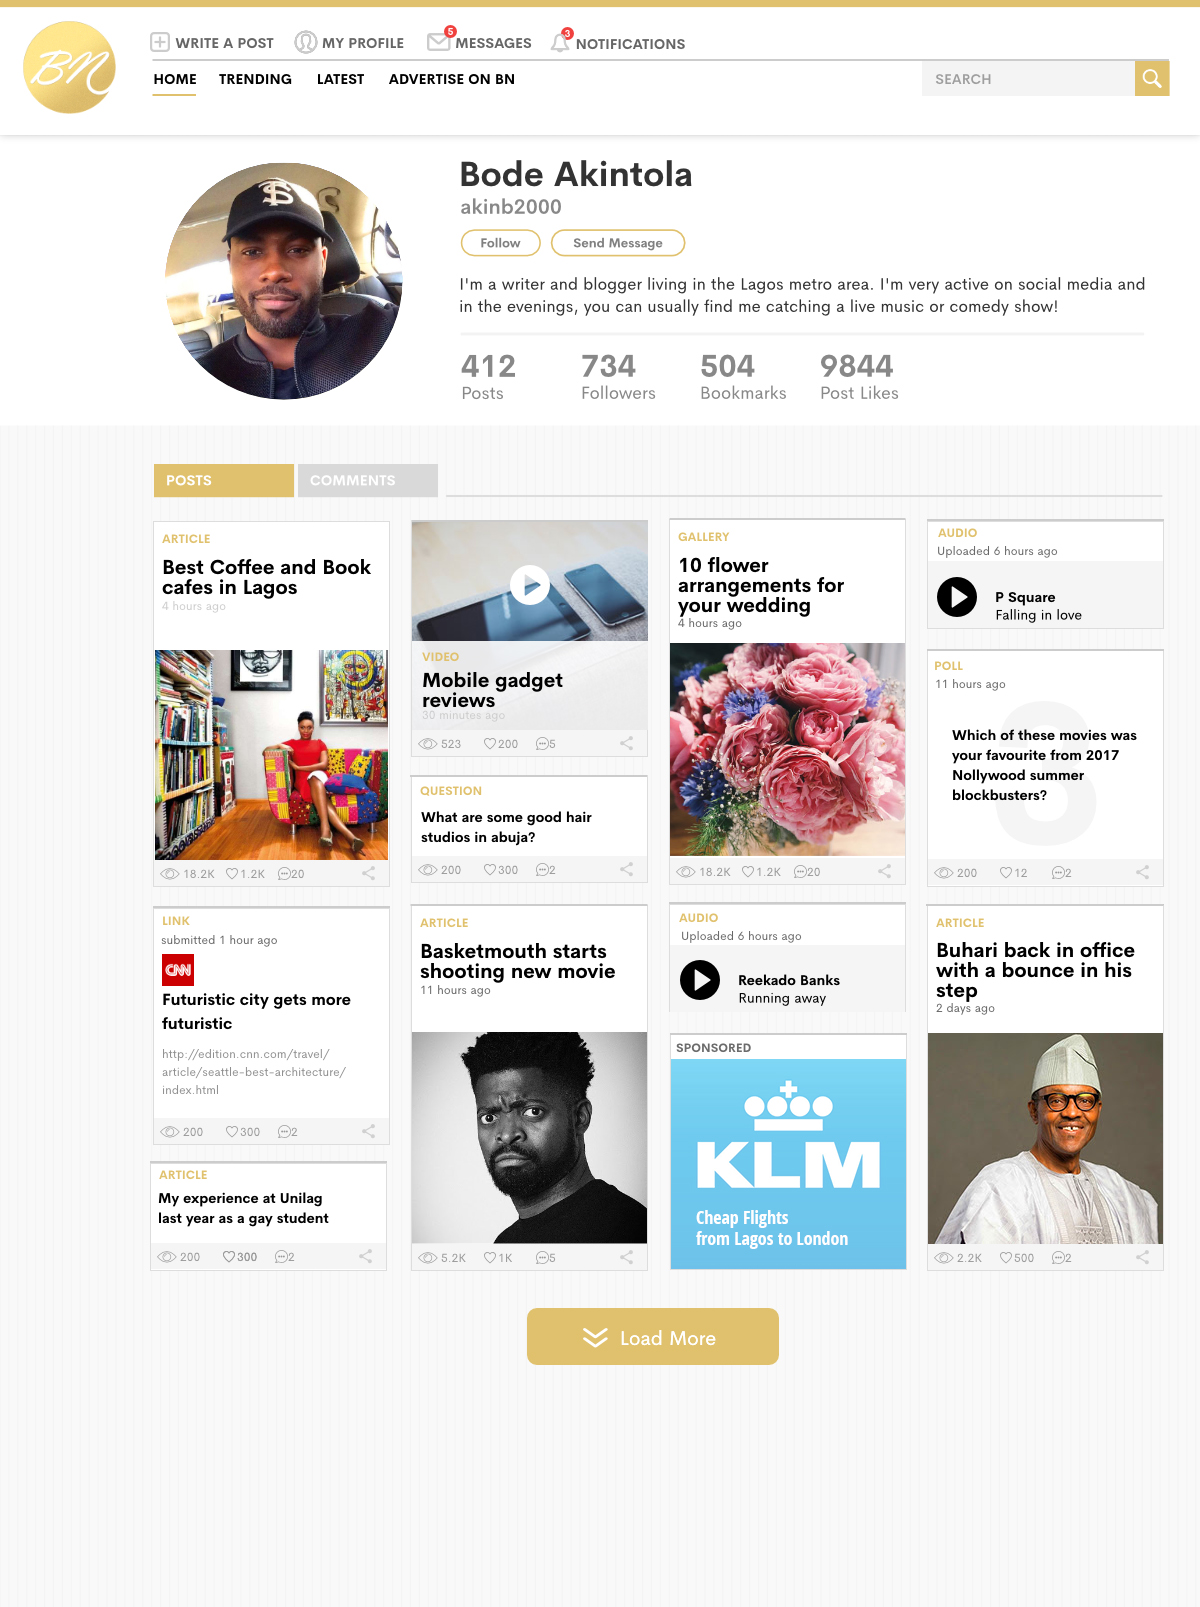 BN
WRITE A POST
MY PROFILE
5
MESSAGES
3
NOTIFICATIONS
HOME
TRENDING
LATEST
ADVERTISE ON BN
SEARCH
Bode Akintola
akinb2000
Follow
Send Message
I'm a writer and blogger living in the Lagos metro area. I'm very active on social media and
in the evenings, you can usually find me catching a live music or comedy show!
412
Posts
734
Followers
504
Bookmarks
9844
Post Likes
POSTS
COMMENTS
ARTICLE
Best Coffee and Book
cafes in Lagos
4 hours ago
18.2K
1.2K
20
LINK
submitted 1 hour ago
CNN
Futuristic city gets more
futuristic
http://edition.cnn.com/travel/
article/seattle-best-architecture/
index.html
200
300
2
ARTICLE
My experience at Unilag
last year as a gay student
200
300
2
VIDEO
Mobile gadget
reviews
30 minutes ago
523
200
5
QUESTION
What are some good hair
studios in abuja?
200
300
2
ARTICLE
Basketmouth starts
shooting new movie
11 hours ago
5.2K
1K
5
GALLERY
10 flower
arrangements for
your wedding
4 hours ago
18.2K
1.2K
20
AUDIO
Uploaded 6 hours ago
Reekado Banks
Running away
SPONSORED
KLM
Cheap Flights
from Lagos to London
AUDIO
Uploaded 6 hours ago
P Square
Falling in love
POLL
11 hours ago
3
Which of these movies was
your favourite from 2017
Nollywood summer
blockbusters?
200
12
2
ARTICLE
Buhari back in office
with a bounce in his
step
2 days ago
2.2K
500
2
Load More